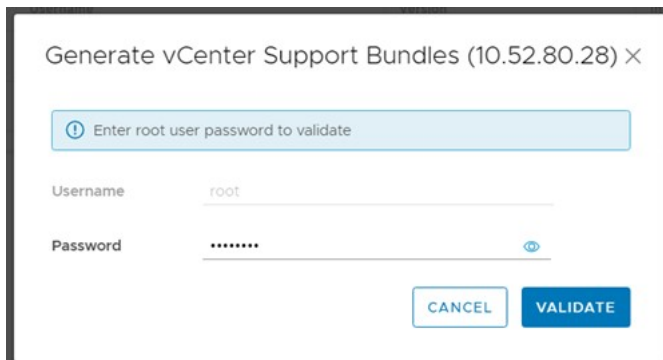 Generate vCenter Support Bundles (10.52.80.28)
Enter root user password to validate
Username root
Password ••••••••
CANCEL VALIDATE